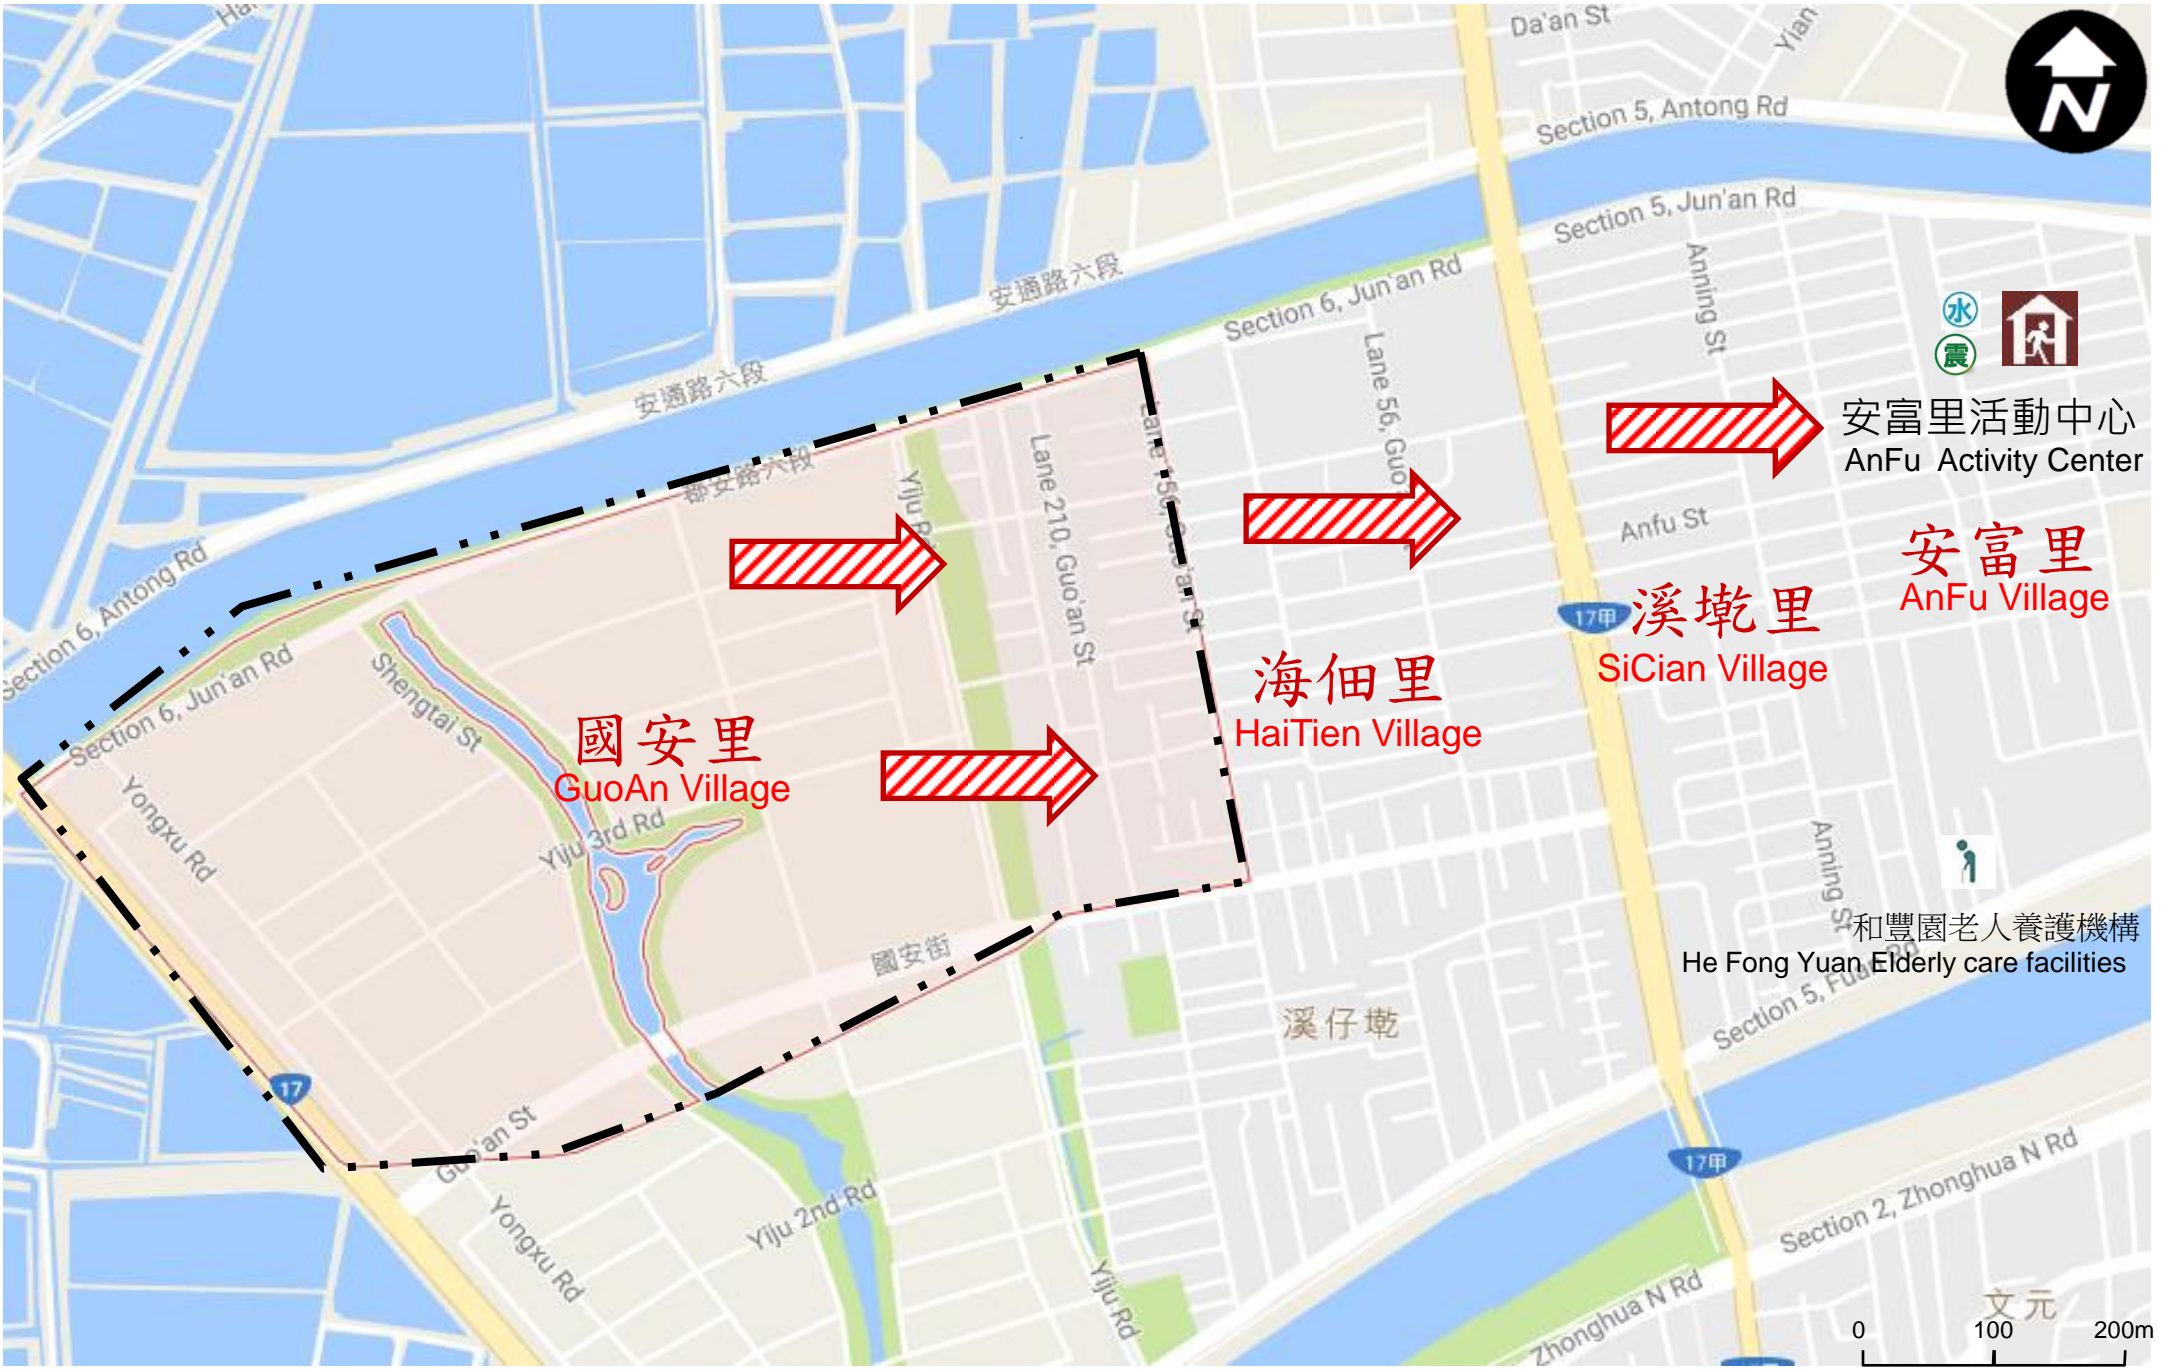 Da'an St
Yian
N
Section 5, Antong Rd
Section 5, Jun'an Rd
安通路六段
Section 6, Jun'an Rd
Anning St
水
震
安通路六段
Lane 56, Guo
安富里活動中心
AnFu Activity Center
郡安路六段
Yiju Rd
Lane 210, Guo'an St
Lane 156, Guo'an St
Anfu St
安富里
AnFu Village
Section 6, Antong Rd
17甲
溪墘里
SiCian Village
Section 6, Jun'an Rd
Shengtai St
國安里
GuoAn Village
海佃里
HaiTien Village
Yongxu Rd
Yiju 3rd Rd
Anning St
和豐園老人養護機構
He Fong Yuan Elderly care facilities
Section 5, Fuan Rd
國安街
溪仔墘
17
Guo'an St
17甲
Section 2, Zhonghua N Rd
Yongxu Rd
Yiju 2nd Rd
Yiju Rd
Zhonghua N Rd
文元
0 100 200m